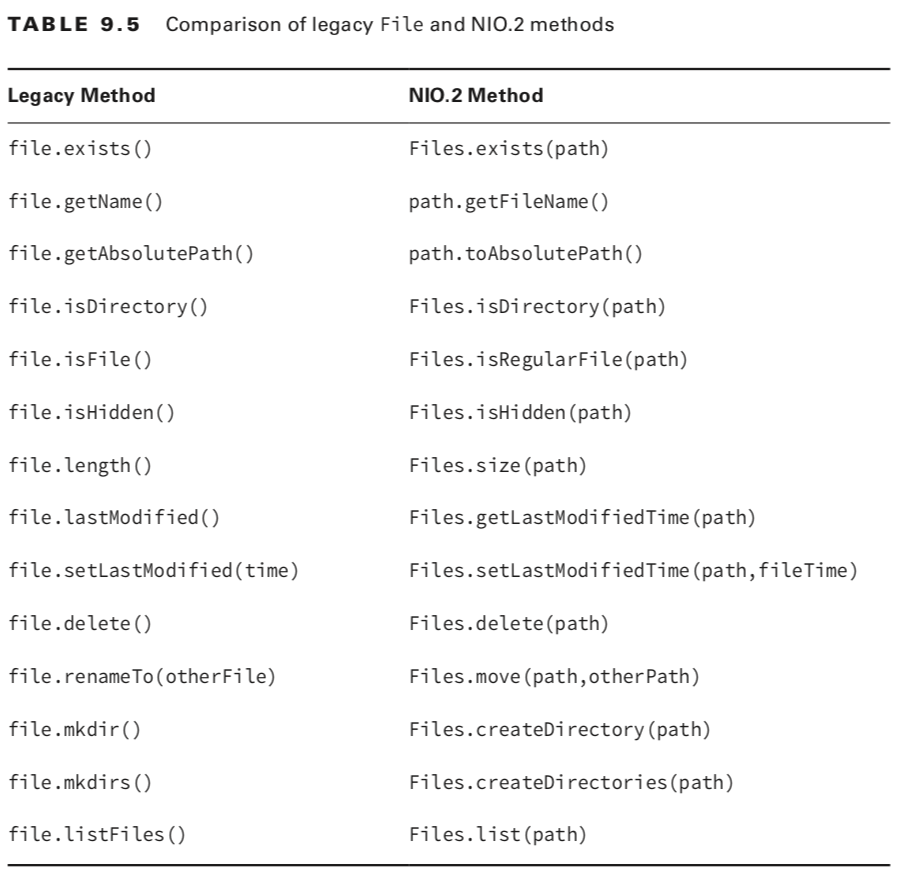 TABLE 9.5 Comparison of legacy File and NIO.2 methods
Legacy Method NIO.2 Method
file.exists() Files.exists(path)
file.getName() path.getFileName()
file.getAbsolutePath() path.toAbsolutePath()
file.isDirectory() Files.isDirectory(path)
file.isFile() Files.isRegularFile(path)
file.isHidden() Files.isHidden(path)
file.length() Files.size(path)
file.lastModified() Files.getLastModifiedTime(path)
file.setLastModified(time) Files.setLastModifiedTime(path,fileTime)
file.delete() Files.delete(path)
file.renameTo(otherFile) Files.move(path,otherPath)
file.mkdir() Files.createDirectory(path)
file.mkdirs() Files.createDirectories(path)
file.listFiles() Files.list(path)